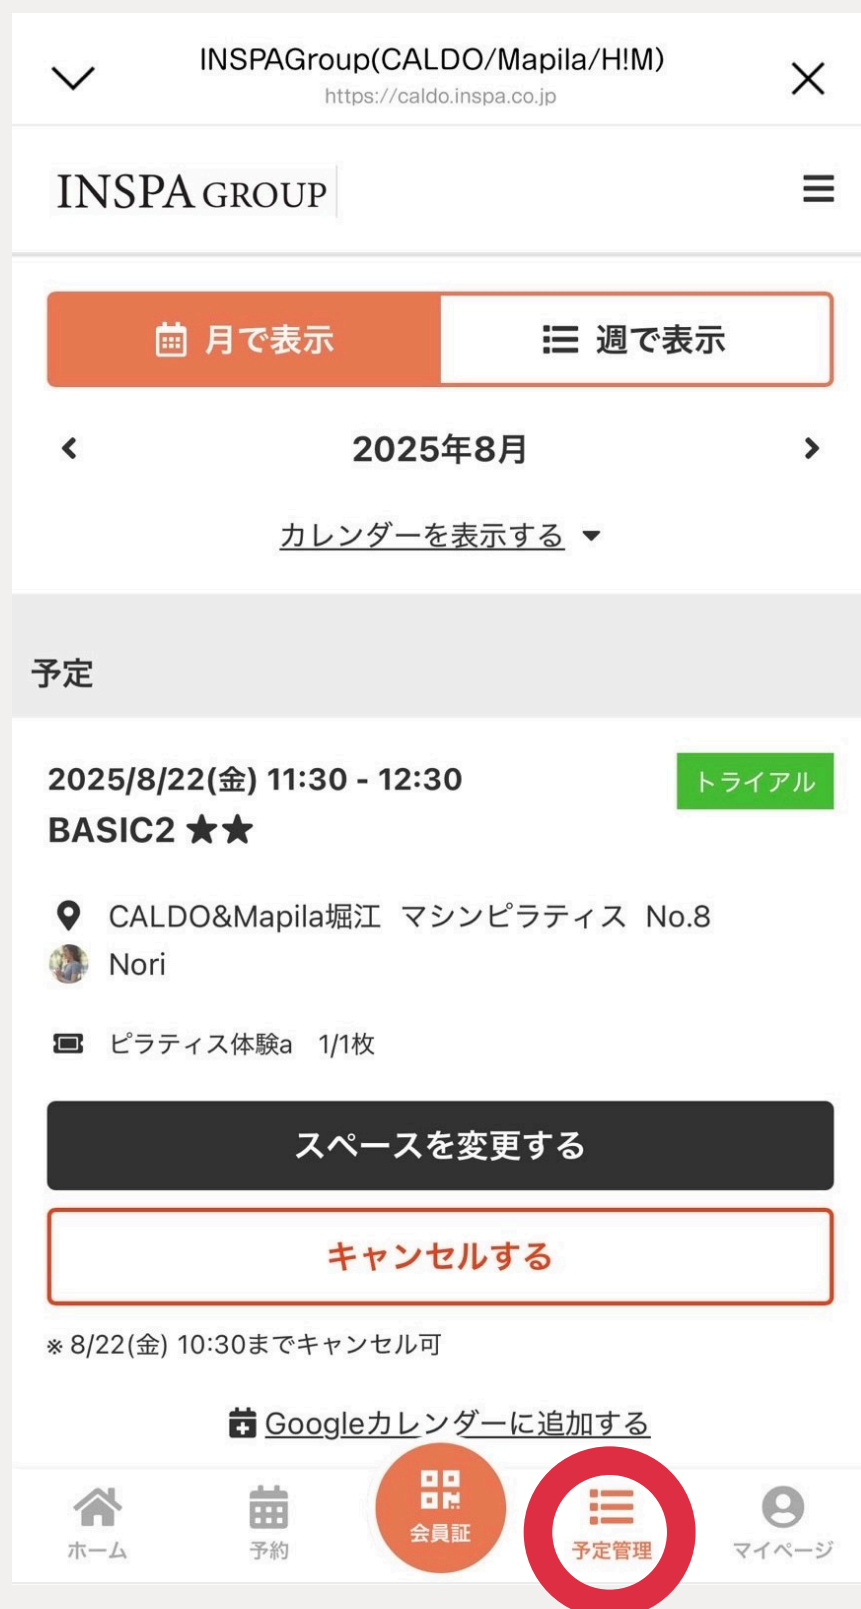 INSPAGroup(CALDO/Mapila/H!M)
https://caldo.inspa.co.jp
INSPA GROUP
月で表示
週で表示
2025年8月
カレンダーを表示する
予定
2025/8/22(金) 11:30 - 12:30
トライアル
BASIC2 ★★
CALDO&Mapila堀江 マシンピラティス No.8
Nori
ピラティス体験a 1/1枚
スペースを変更する
キャンセルする
※ 8/22(金) 10:30までキャンセル可
Googleカレンダーに追加する
ホーム
予約
会員証
予定管理
マイページ